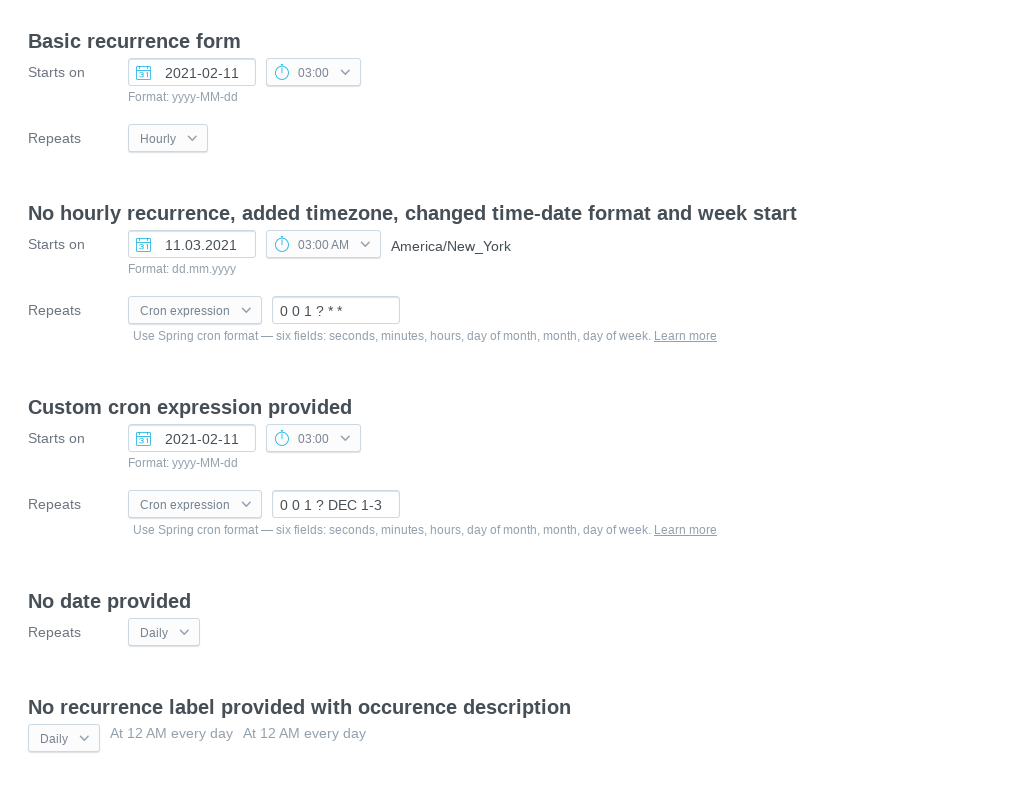 Basic recurrence form
Starts on 2021-02-11 03:00
Format: yyyy-MM-dd
Repeats Hourly
No hourly recurrence, added timezone, changed time-date format and week start
Starts on 11.03.2021 03:00 AM America/New_York
Format: dd.mm.yyyy
Repeats Cron expression 0 0 1 ? * *
Use Spring cron format — six fields: seconds, minutes, hours, day of month, month, day of week. Learn more
Custom cron expression provided
Starts on 2021-02-11 03:00
Format: yyyy-MM-dd
Repeats Cron expression 0 0 1 ? DEC 1-3
Use Spring cron format — six fields: seconds, minutes, hours, day of month, month, day of week. Learn more
No date provided
Repeats Daily
No recurrence label provided with occurence description
Daily At 12 AM every day At 12 AM every day